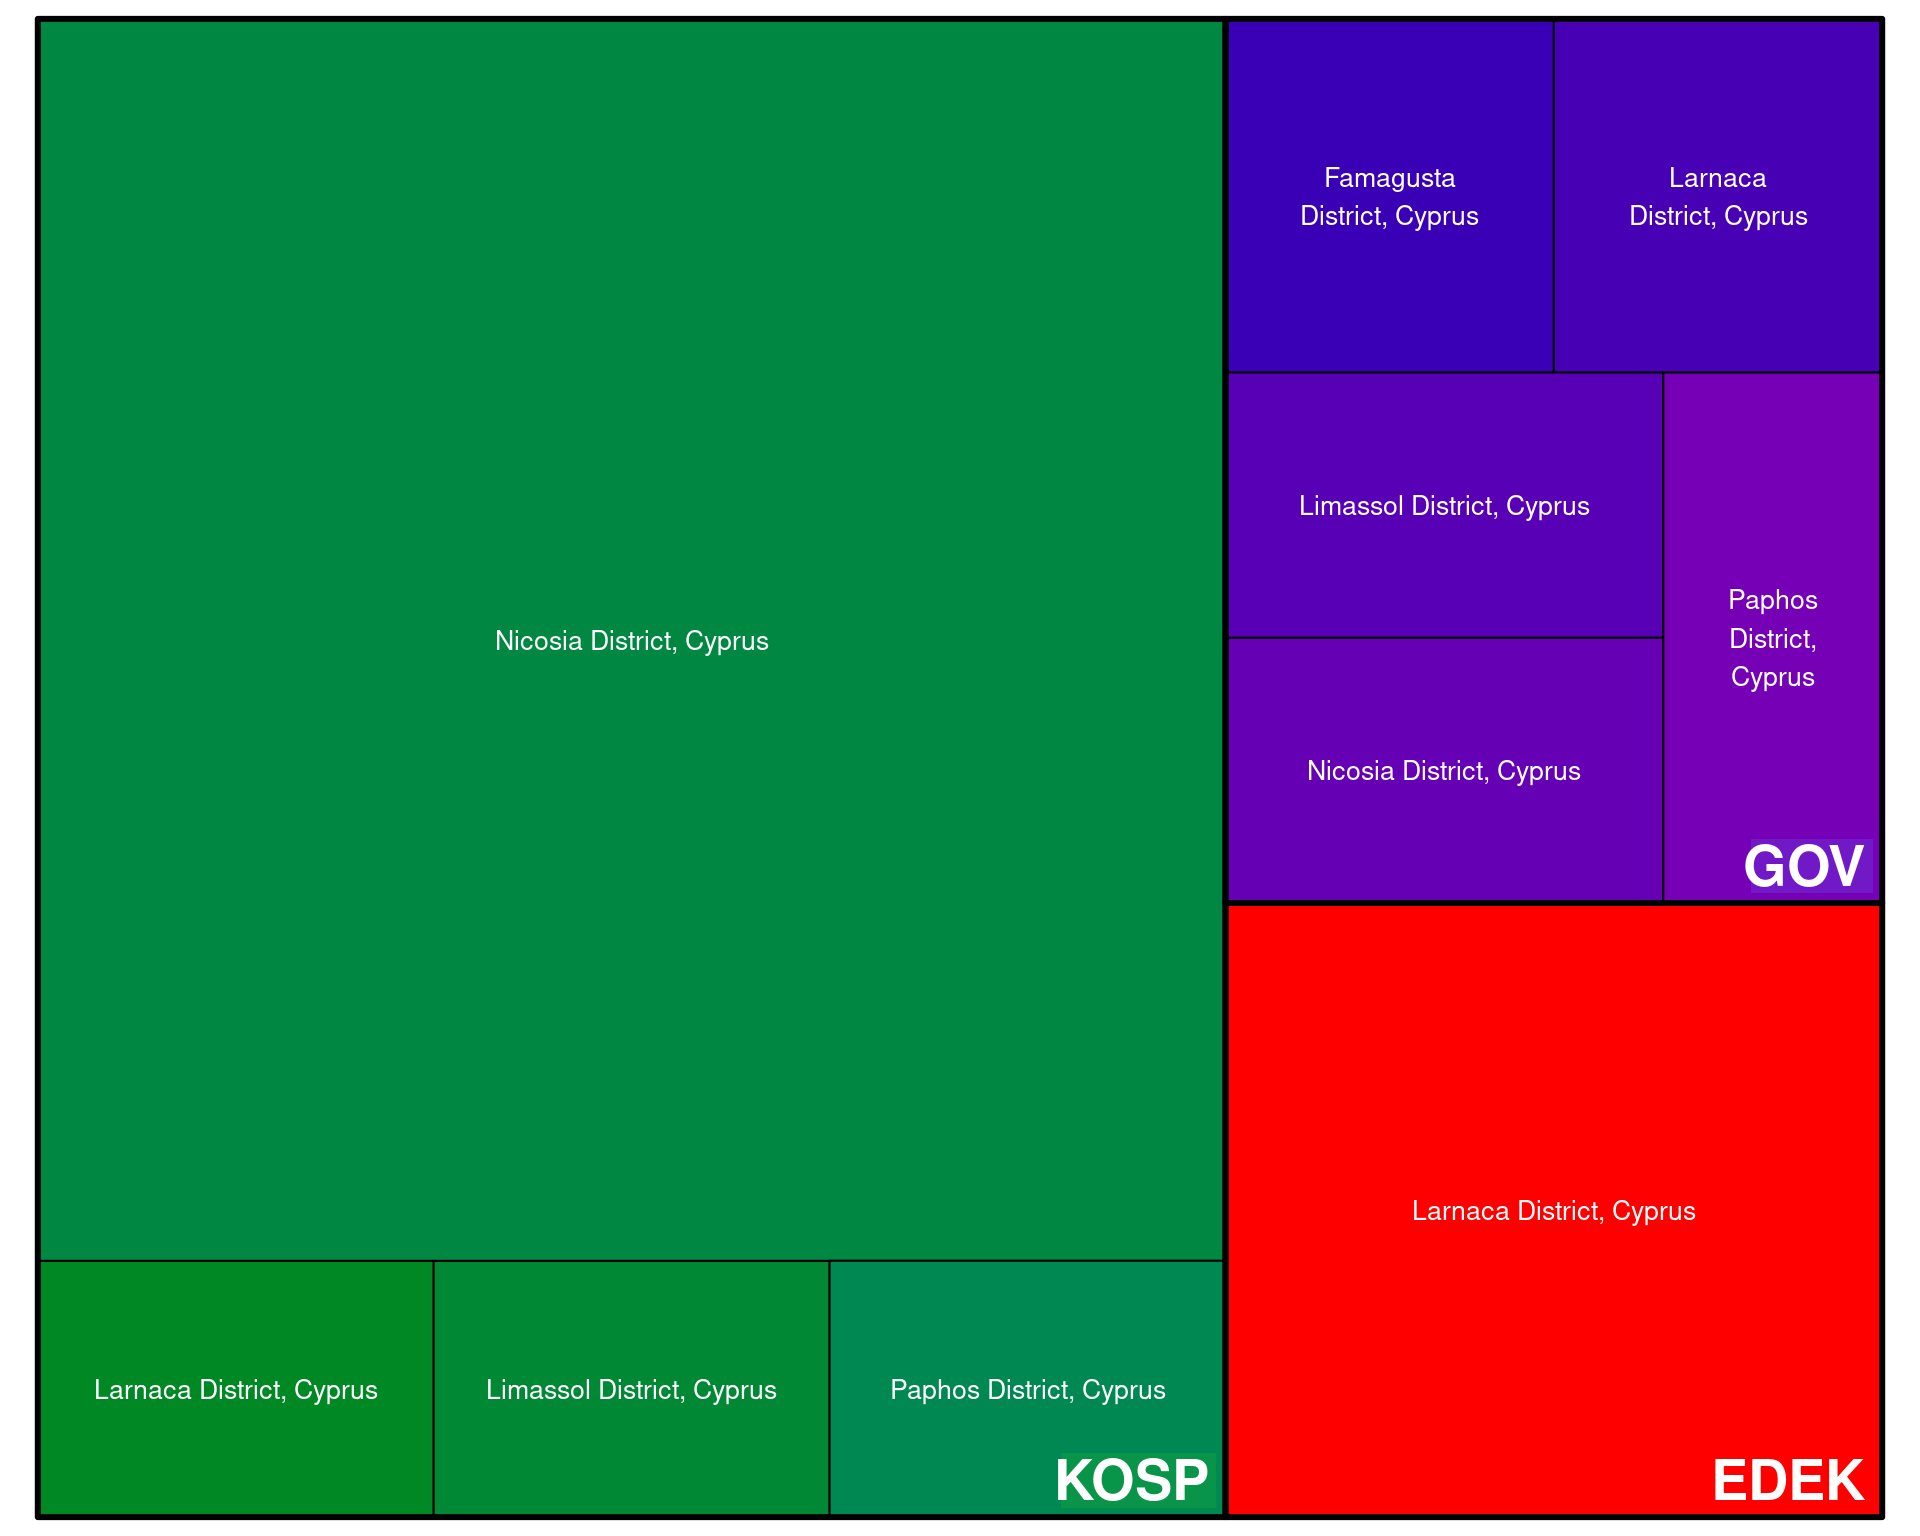 Nicosia District, Cyprus
Larnaca District, Cyprus
Limassol District, Cyprus
Paphos District, Cyprus
KOSP
Famagusta
District, Cyprus
Larnaca
District, Cyprus
Limassol District, Cyprus
Nicosia District, Cyprus
Paphos
District,
Cyprus
GOV
Larnaca District, Cyprus
EDEK